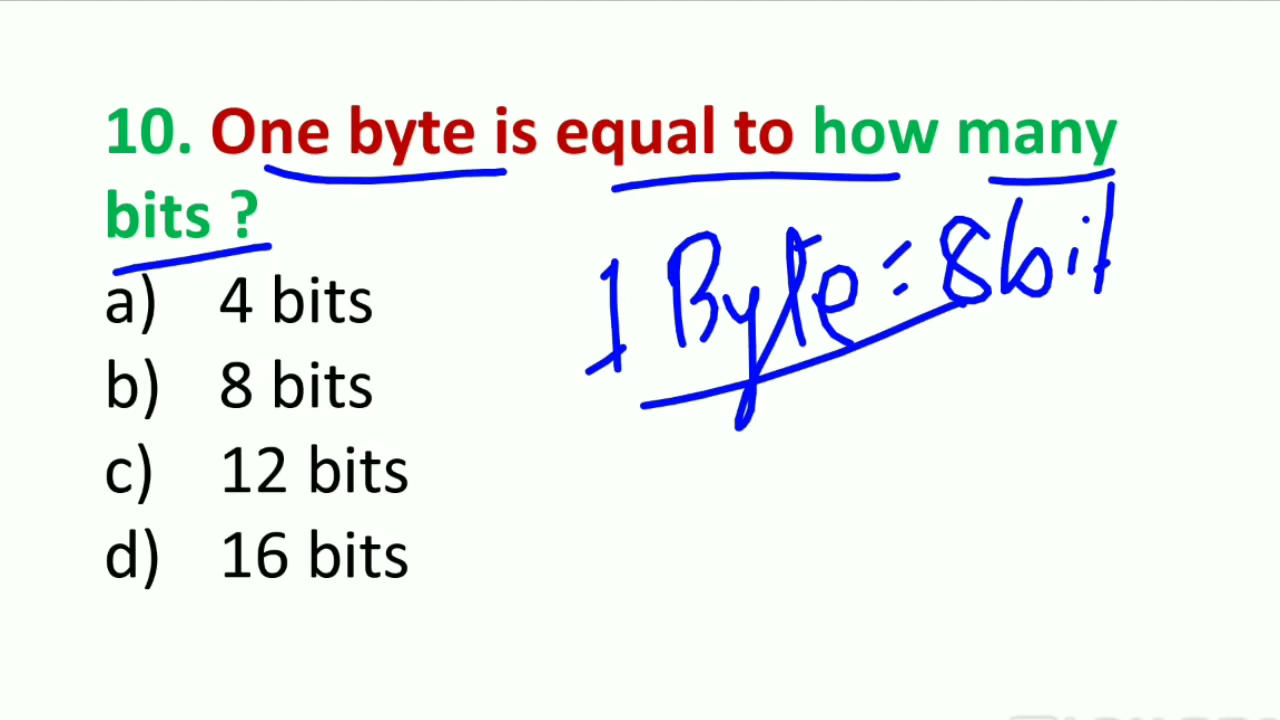 10. One byte is equal to how many
bits ?
1 Byte = 8 bit
a) 4 bits
b) 8 bits
c) 12 bits
d) 16 bits